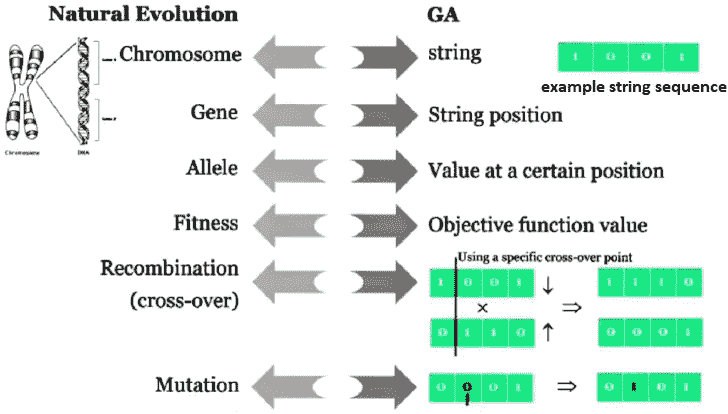 Natural Evolution
GA
Chromosome
string
1 0 0 1
example string sequence
Chromosome
DNA
Gene
String position
Allele
Value at a certain position
Fitness
Objective function value
Recombination
(cross-over)
Using a specific cross-over point
1 0 0 1 ↓ 1 1 1 0
× ⇒
0 1 1 0 ↑ 0 0 0 1
Mutation
0 0 0 1 ⇒ 0 1 0 1